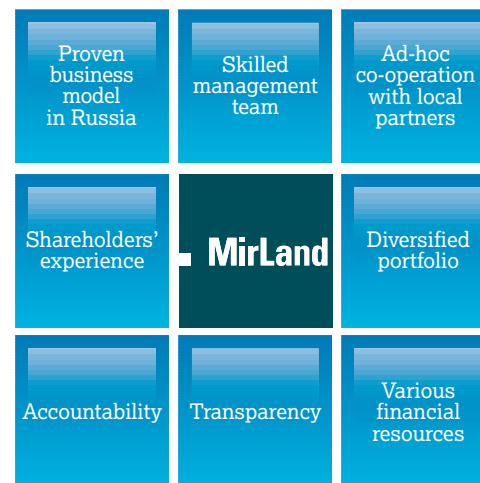 Proven
business
model
in Russia
Skilled
management
team
Ad-hoc
co-operation
with local
partners
Shareholders'
experience
MirLand
Diversified
portfolio
Accountability
Transparency
Various
financial
resources